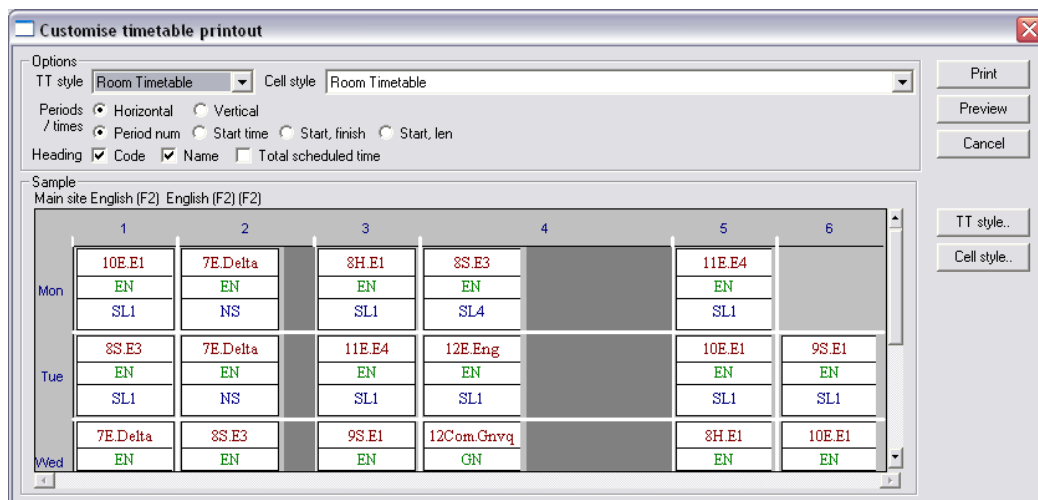 Customise timetable printout
Options
TT style Room Timetable Cell style Room Timetable
Periods / times Horizontal Vertical
Period num Start time Start, finish Start, len
Heading Code Name Total scheduled time
Print
Preview
Cancel
TT style..
Cell style..
Sample
Main site English (F2) English (F2) (F2)
1 2 3 4 5 6
Mon
10E.E1 7E.Delta 8H.E1 8S.E3 11E.E4
EN EN EN EN EN
SL1 NS SL1 SL4 SL1
Tue
8S.E3 7E.Delta 11E.E4 12E.Eng 10E.E1 9S.E1
EN EN EN EN EN EN
SL1 NS SL1 SL1 SL1 SL1
Wed
7E.Delta 8S.E3 9S.E1 12Com.Gnvq 8H.E1 10E.E1
EN EN EN GN EN EN